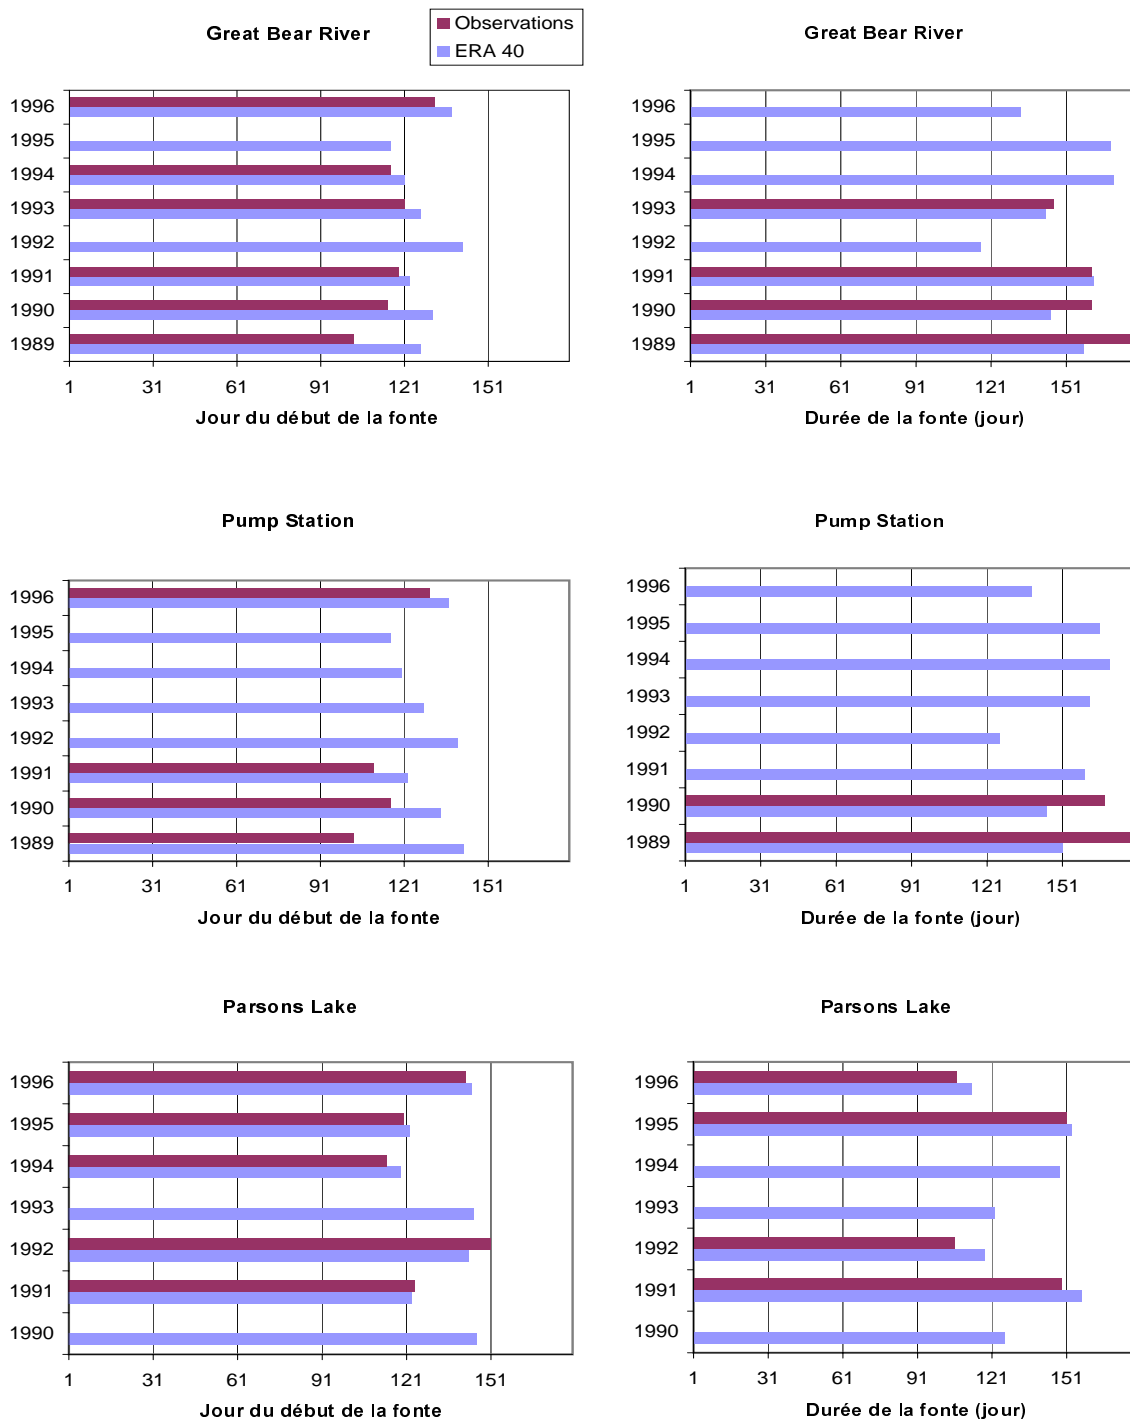 Great Bear River
Observations
ERA 40
1996
1995
1994
1993
1992
1991
1990
1989
1 31 61 91 121 151
Jour du début de la fonte
Great Bear River
1996
1995
1994
1993
1992
1991
1990
1989
1 31 61 91 121 151
Durée de la fonte (jour)
Pump Station
1996
1995
1994
1993
1992
1991
1990
1989
1 31 61 91 121 151
Jour du début de la fonte
Pump Station
1996
1995
1994
1993
1992
1991
1990
1989
1 31 61 91 121 151
Durée de la fonte (jour)
Parsons Lake
1996
1995
1994
1993
1992
1991
1990
1 31 61 91 121 151
Jour du début de la fonte
Parsons Lake
1996
1995
1994
1993
1992
1991
1990
1 31 61 91 121 151
Durée de la fonte (jour)